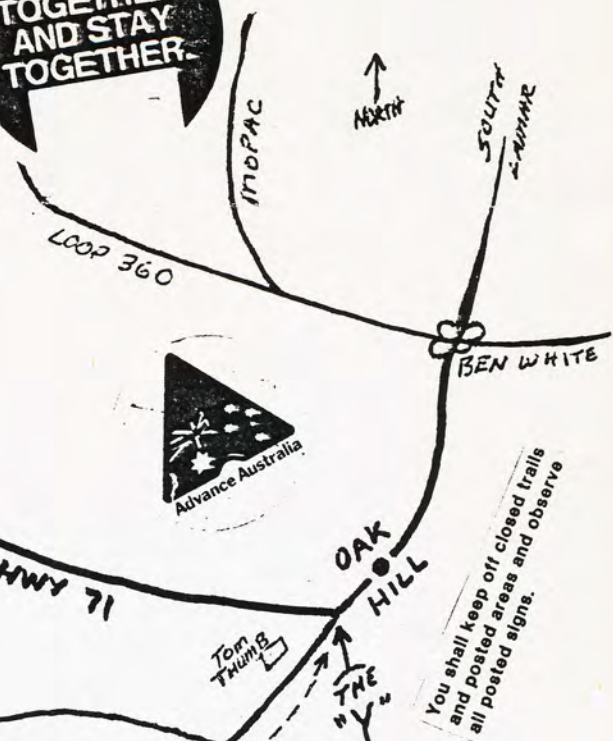 AND STAY
TOGETHER
NORTH
MOPAC
SOUTH
LAMAR
LOOP 360
BEN WHITE
Advance Australia
OAK
HILL
HWY 71
TOM
THUMB
THE
"Y"
You shall keep off closed trails
and posted areas and observe
all posted signs.